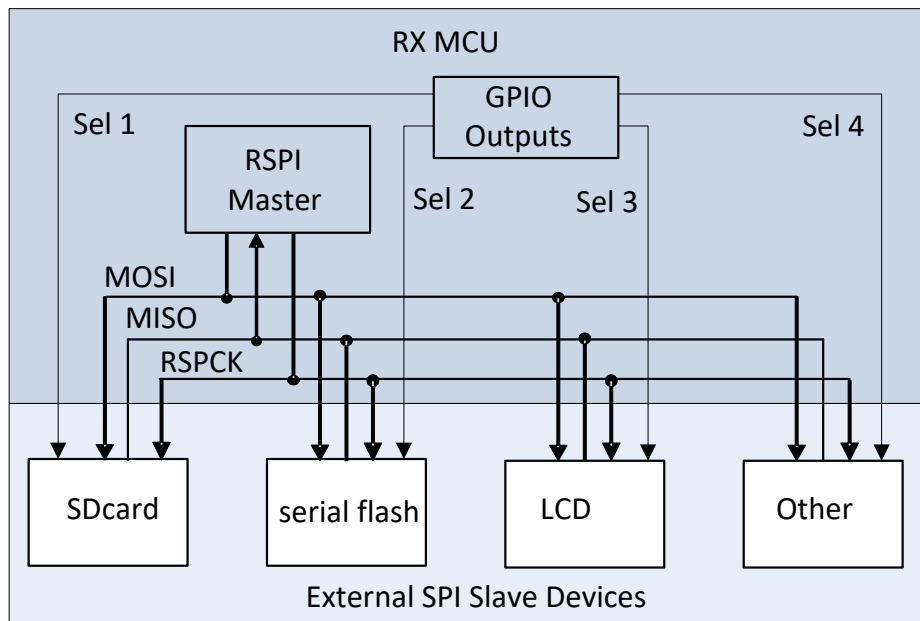 RX MCU
GPIO
Outputs
Sel 1
Sel 4
RSPI
Master
Sel 2
Sel 3
MOSI
MISO
RSPCK
SDcard
serial flash
LCD
Other
External SPI Slave Devices